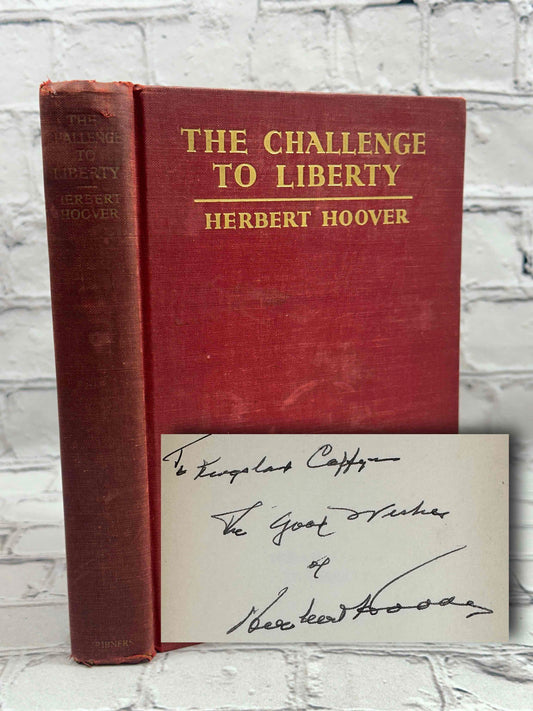 THE
CHALLENGE
TO
LIBERTY
HERBERT
HOOVER
SCRIBNERS
THE CHALLENGE
TO LIBERTY
HERBERT HOOVER
To
The Good Wishes
of
Herbert Hoover